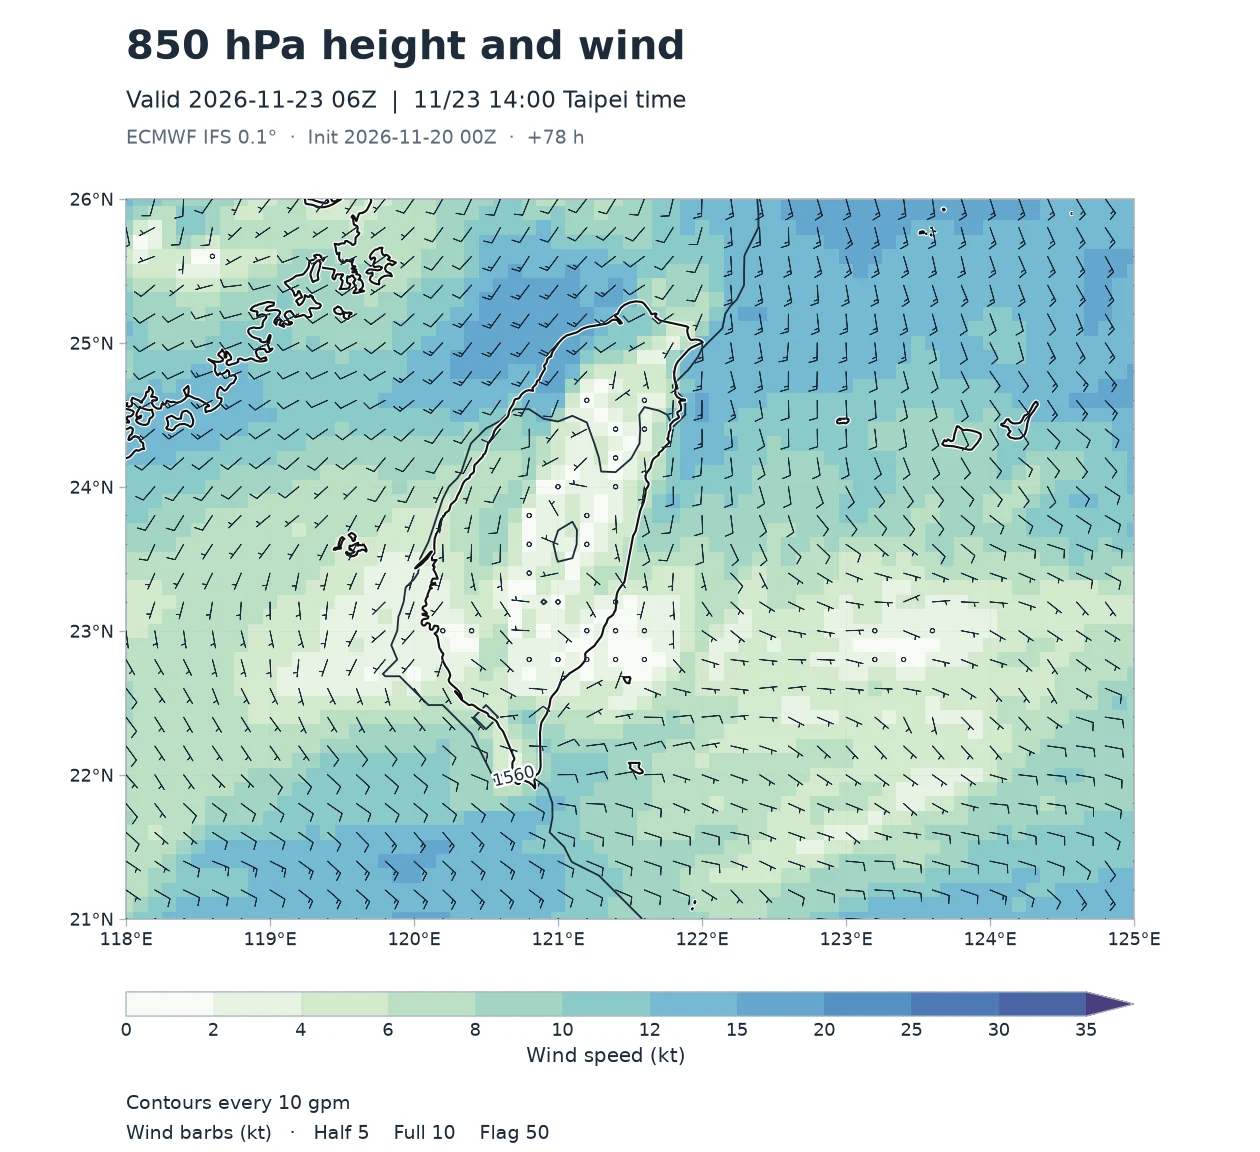 850 hPa height and wind
Valid 2026-11-23 06Z | 11/23 14:00 Taipei time
ECMWF IFS 0.1° · Init 2026-11-20 00Z · +78 h
26°N
25°N
24°N
23°N
22°N
21°N
1560
118°E 119°E 120°E 121°E 122°E 123°E 124°E 125°E
0 2 4 6 8 10 12 15 20 25 30 35
Wind speed (kt)
Contours every 10 gpm
Wind barbs (kt) · Half 5 Full 10 Flag 50